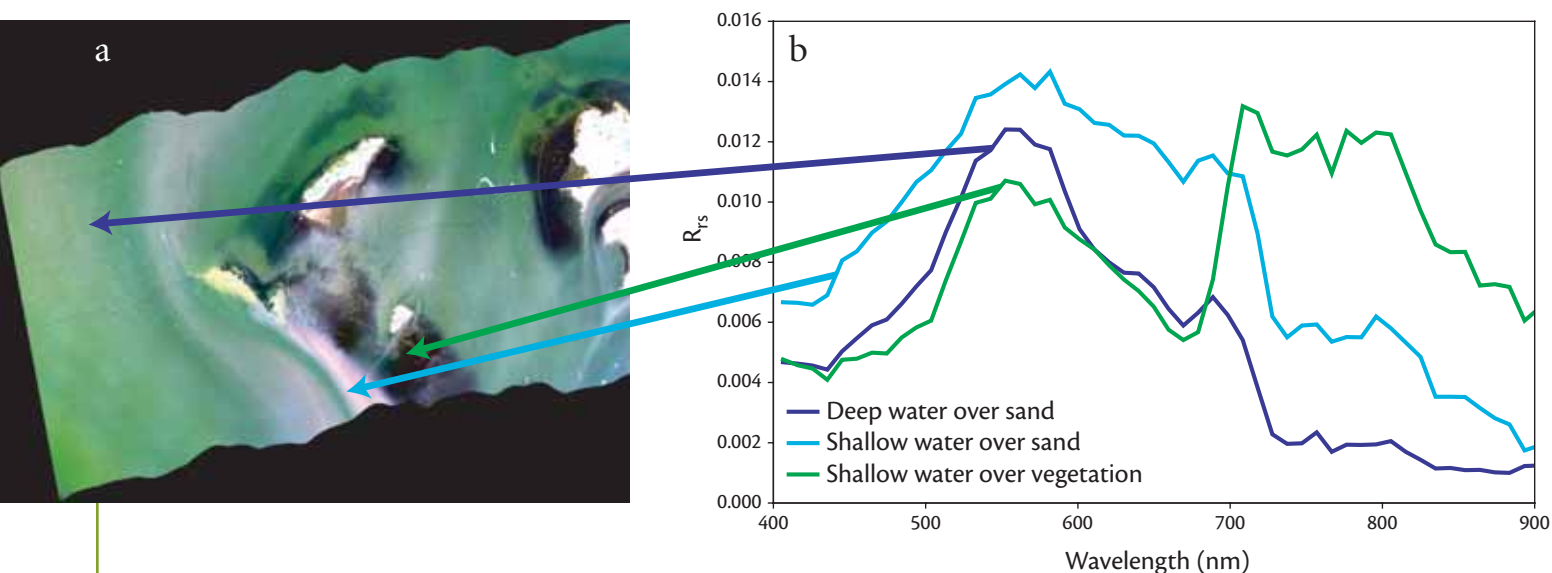 a
b
0.016
0.014
0.012
0.010
0.008
0.006
0.004
0.002
0.000
R_rs
400 500 600 700 800 900
Wavelength (nm)
Deep water over sand
Shallow water over sand
Shallow water over vegetation